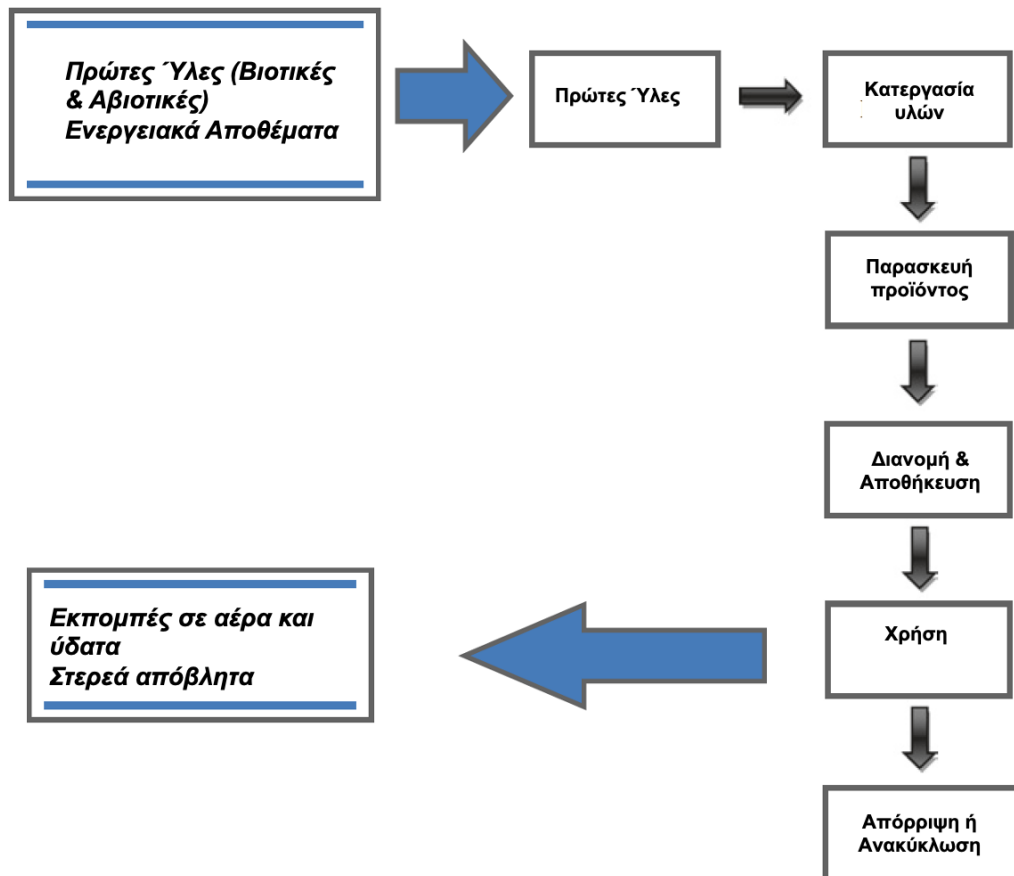 Πρώτες Ύλες (Βιοτικές
& Αβιοτικές)
Ενεργειακά Αποθέματα
Πρώτες Ύλες
Κατεργασία
υλών
Παρασκευή
προϊόντος
Διανομή &
Αποθήκευση
Εκπομπές σε αέρα και
ύδατα
Στερεά απόβλητα
Χρήση
Απόρριψη ή
Ανακύκλωση